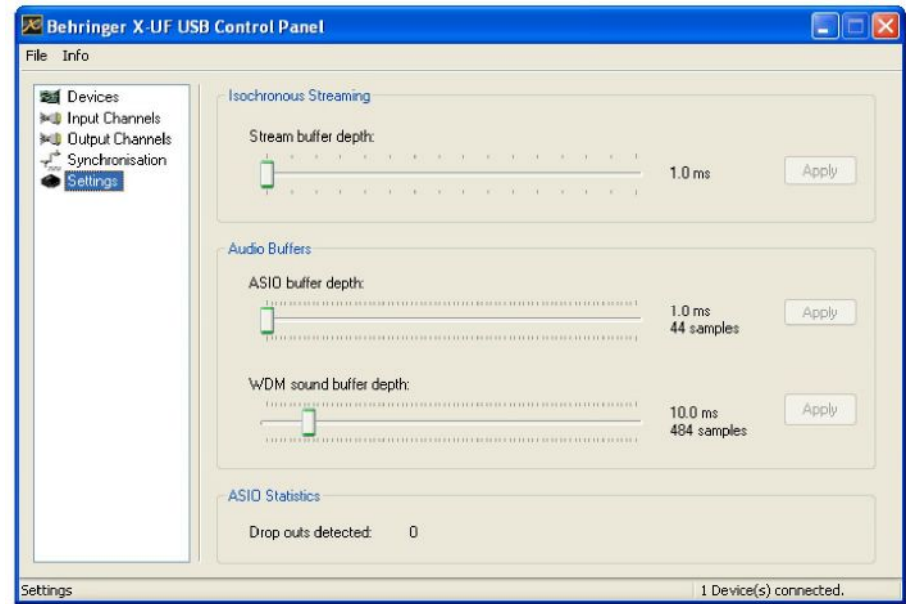 Behringer X-UF USB Control Panel
File Info
Devices
Input Channels
Output Channels
Synchronisation
Settings
Isochronous Streaming
Stream buffer depth:
1.0 ms
Apply
Audio Buffers
ASIO buffer depth:
1.0 ms
44 samples
Apply
WDM sound buffer depth:
10.0 ms
484 samples
Apply
ASIO Statistics
Drop outs detected: 0
Settings
1 Device(s) connected.